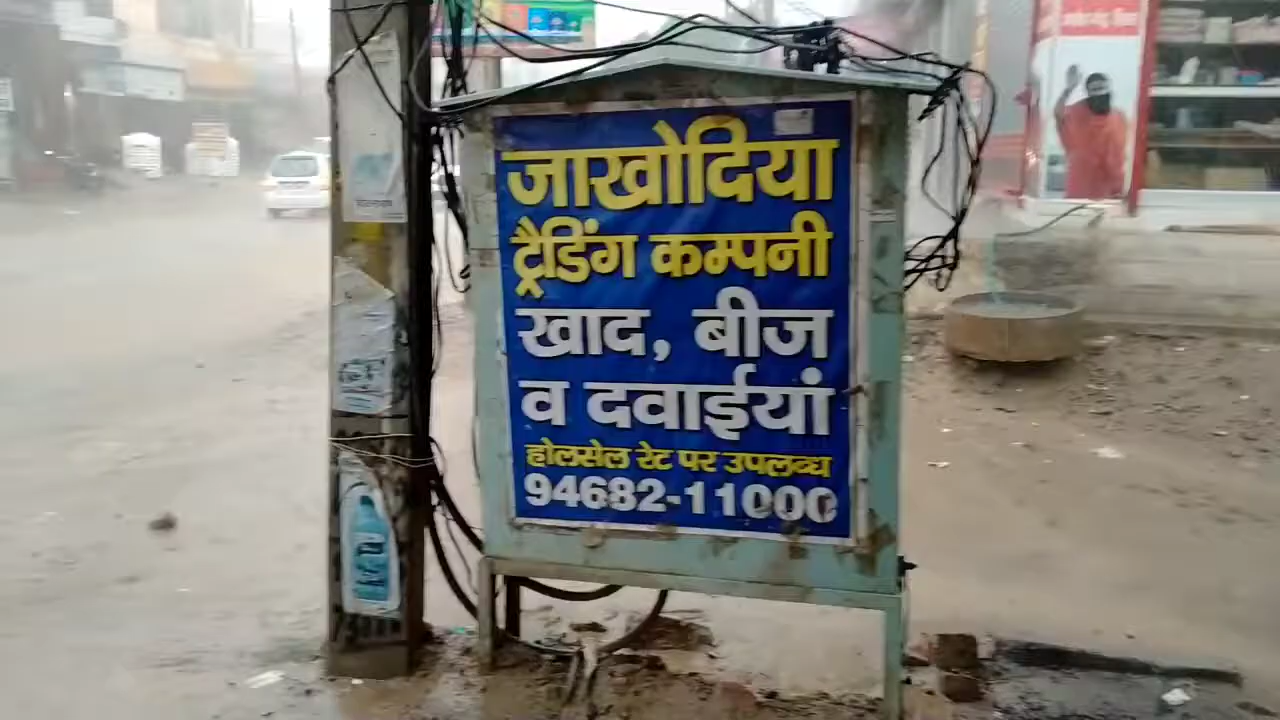 जाखोदिया
ट्रैडिंग कम्पनी
खाद, बीज
व दवाईयां
होलसेल रेट पर उपलब्ध
94682-11000